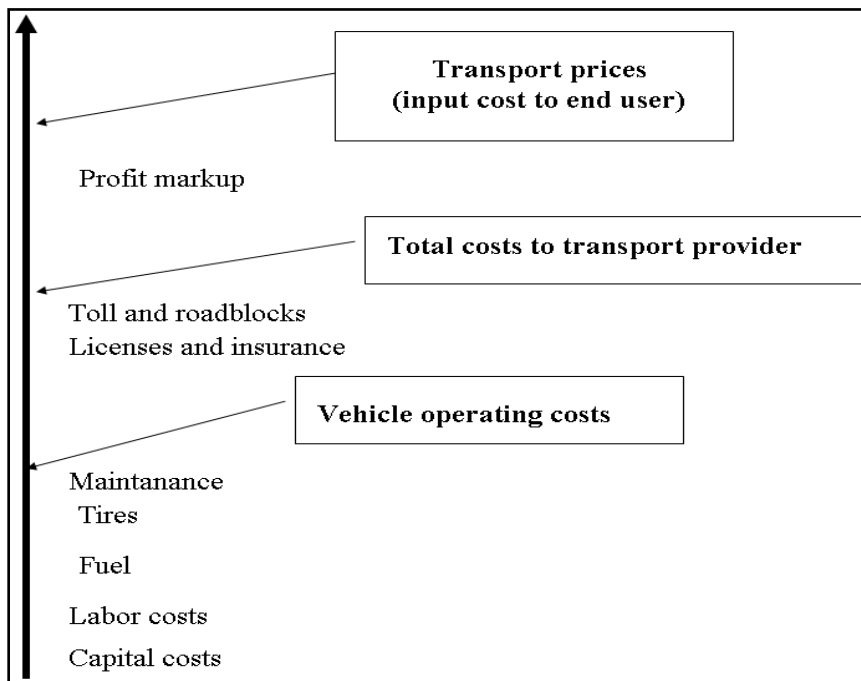 Transport prices
(input cost to end user)
Profit markup
Total costs to transport provider
Toll and roadblocks
Licenses and insurance
Vehicle operating costs
Maintanance
Tires
Fuel
Labor costs
Capital costs